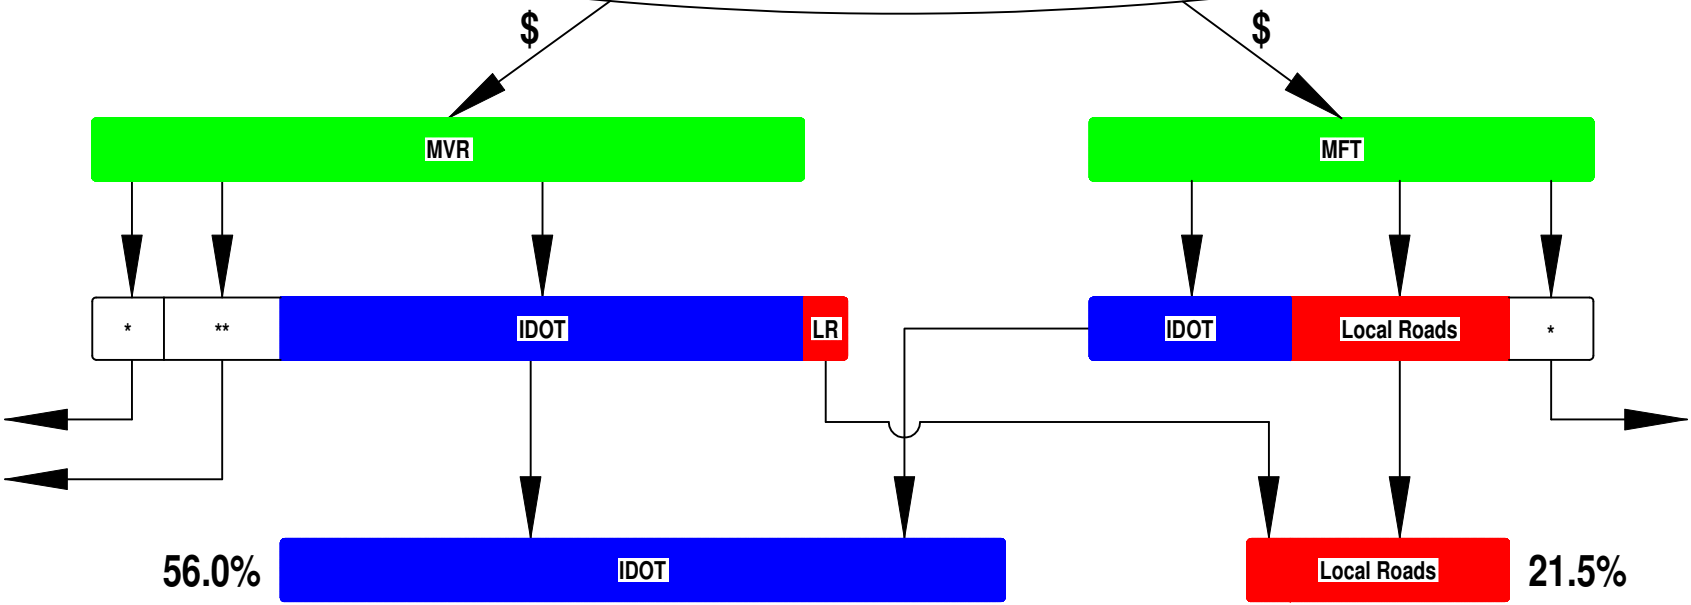 $ $
MVR MFT
* ** IDOT LR IDOT Local Roads *
56.0% IDOT Local Roads 21.5%